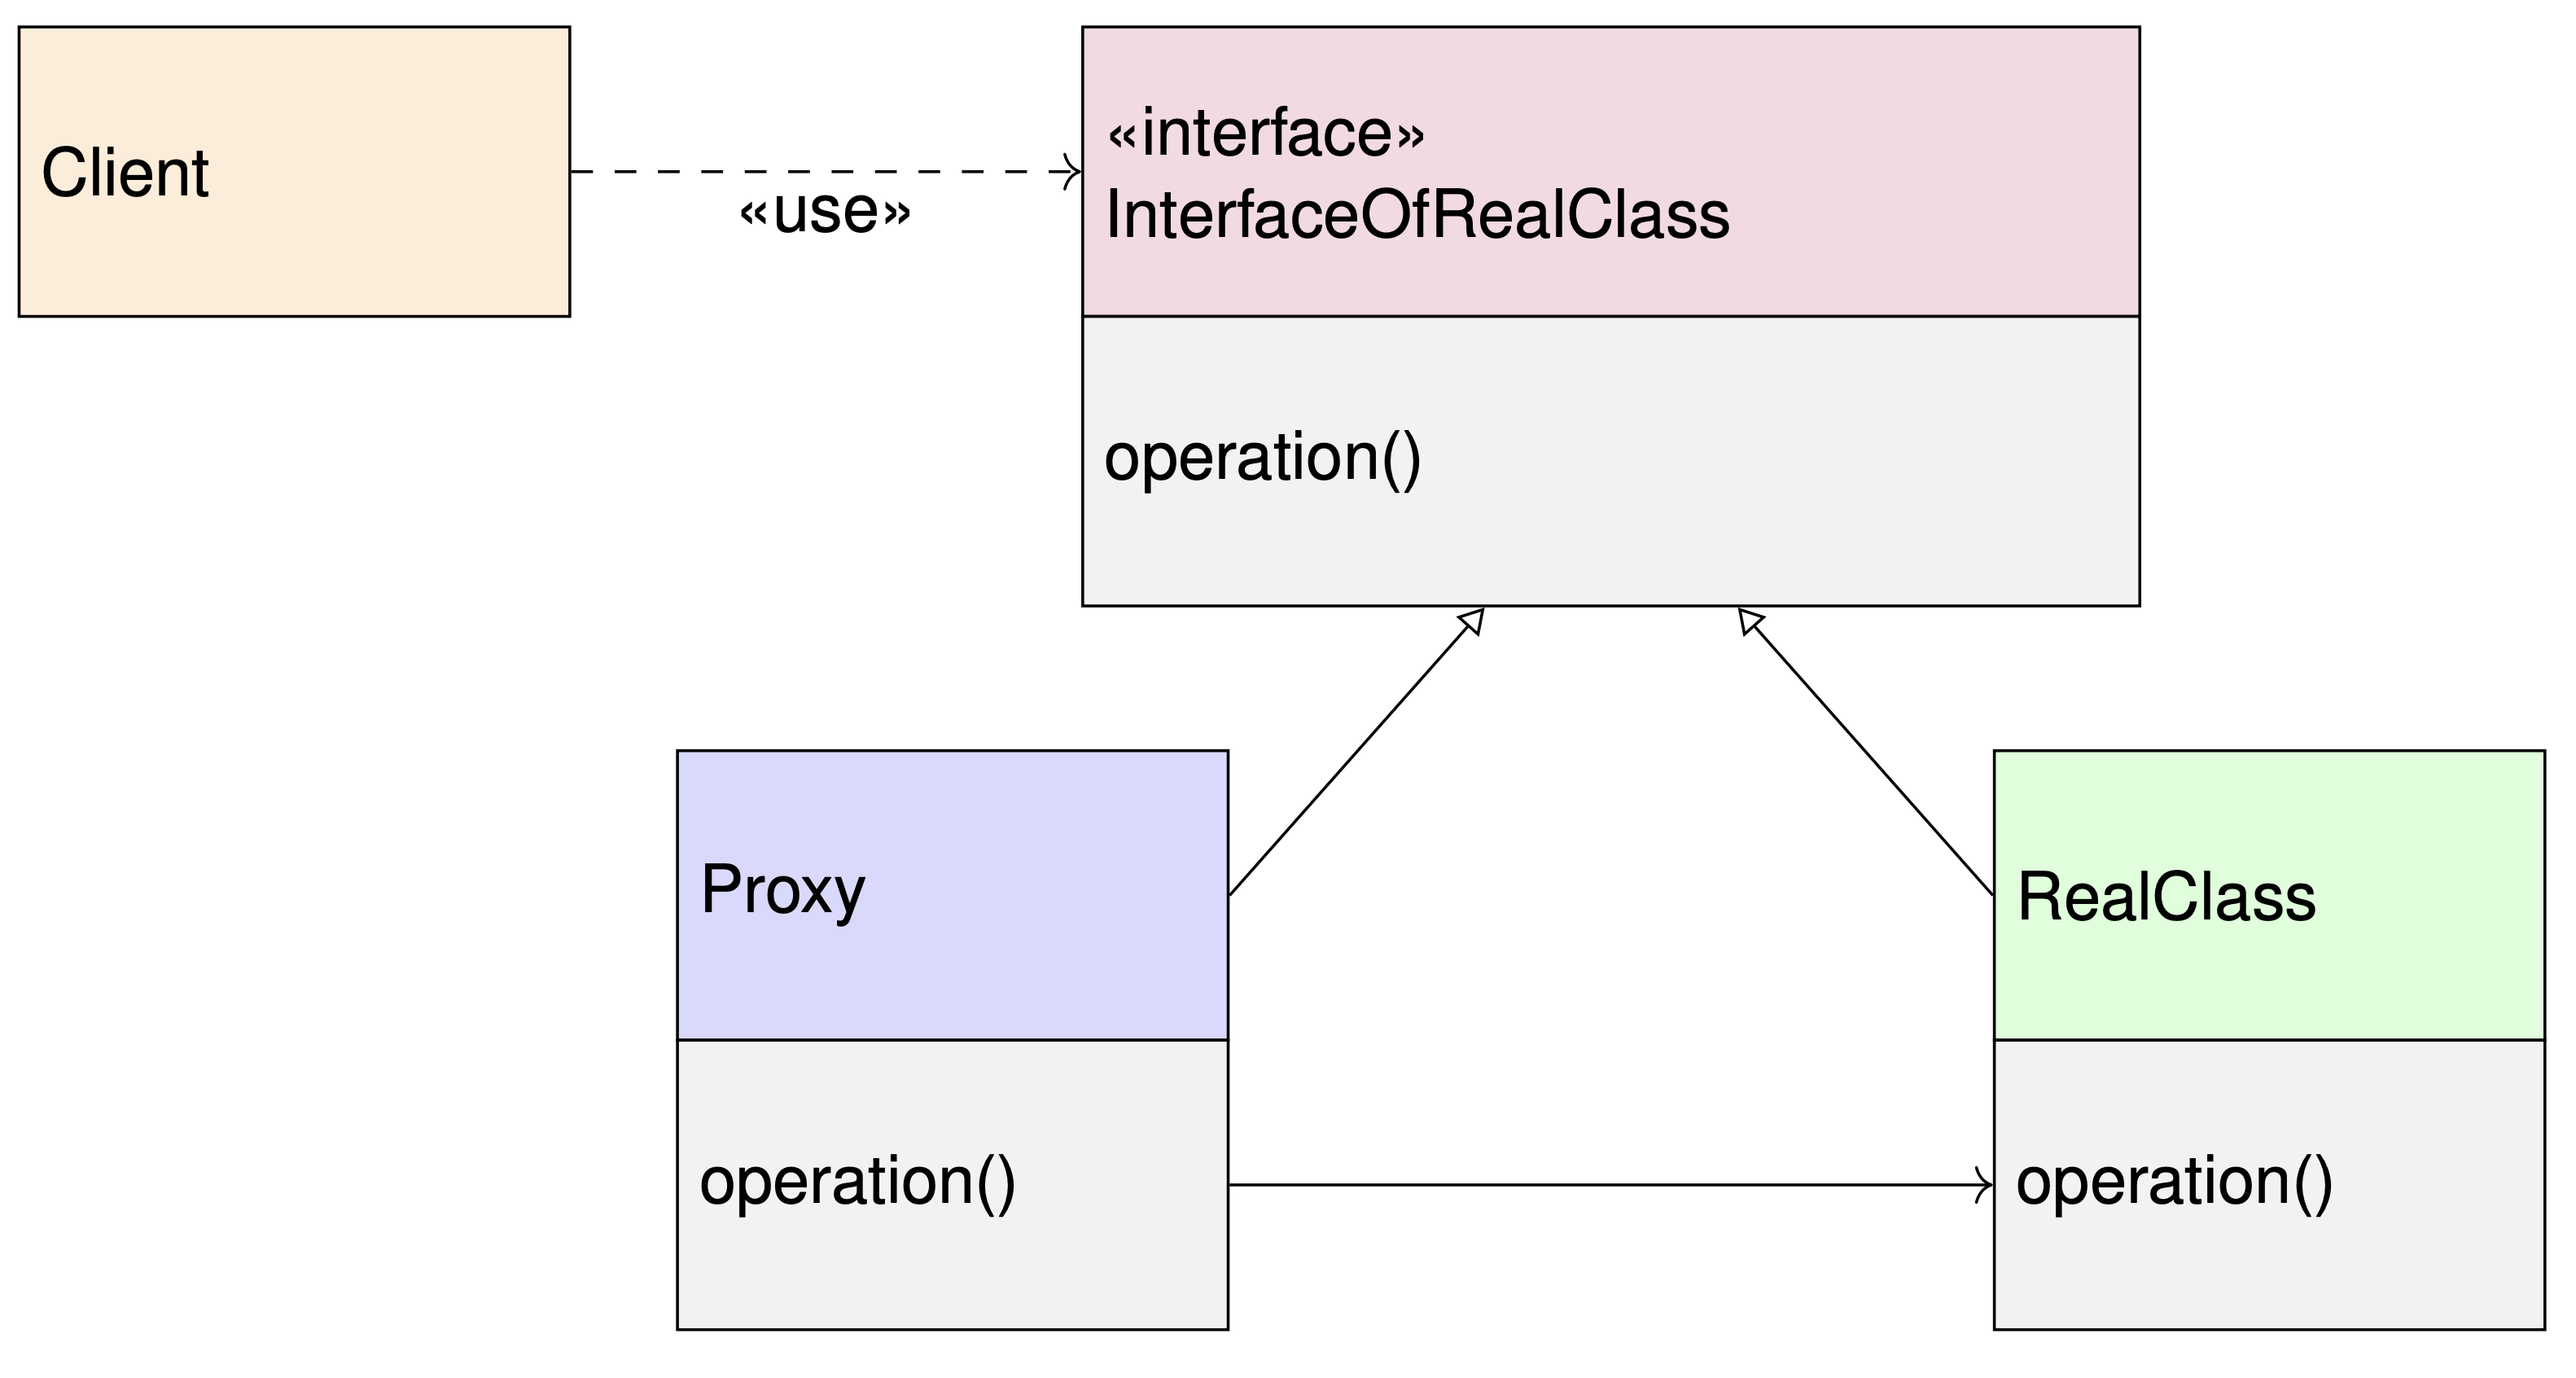 Client
«use»
«interface»
InterfaceOfRealClass
operation()
Proxy
operation()
RealClass
operation()